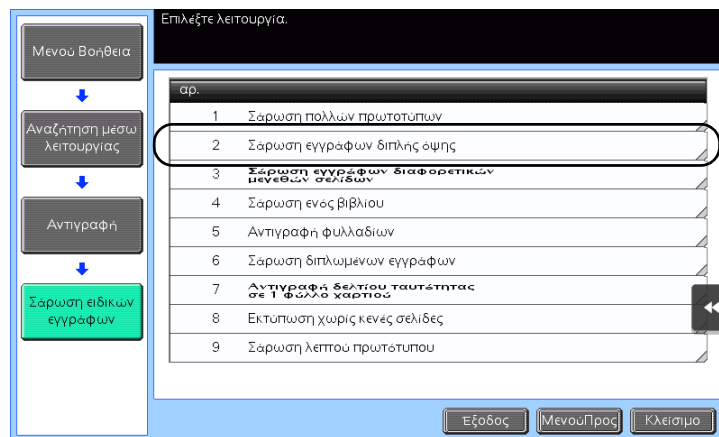 Επιλέξτε λειτουργία.
Μενού Βοήθεια
Αναζήτηση μέσω
λειτουργίας
Αντιγραφή
Σάρωση ειδικών
εγγράφων
αρ.
1 Σάρωση πολλών πρωτοτύπων
2 Σάρωση εγγράφων διπλής όψης
3 Σάρωση εγγράφων διαφορετικών
μεγεθών σελίδων
4 Σάρωση ενός βιβλίου
5 Αντιγραφή φυλλαδίων
6 Σάρωση διπλωμένων εγγράφων
7 Αντιγραφή δελτίου ταυτότητας
σε 1 φύλλο χαρτιού
8 Εκτύπωση χωρίς κενές σελίδες
9 Σάρωση λεπτού πρωτότυπου
Έξοδος ΜενούΠροη Κλείσιμο